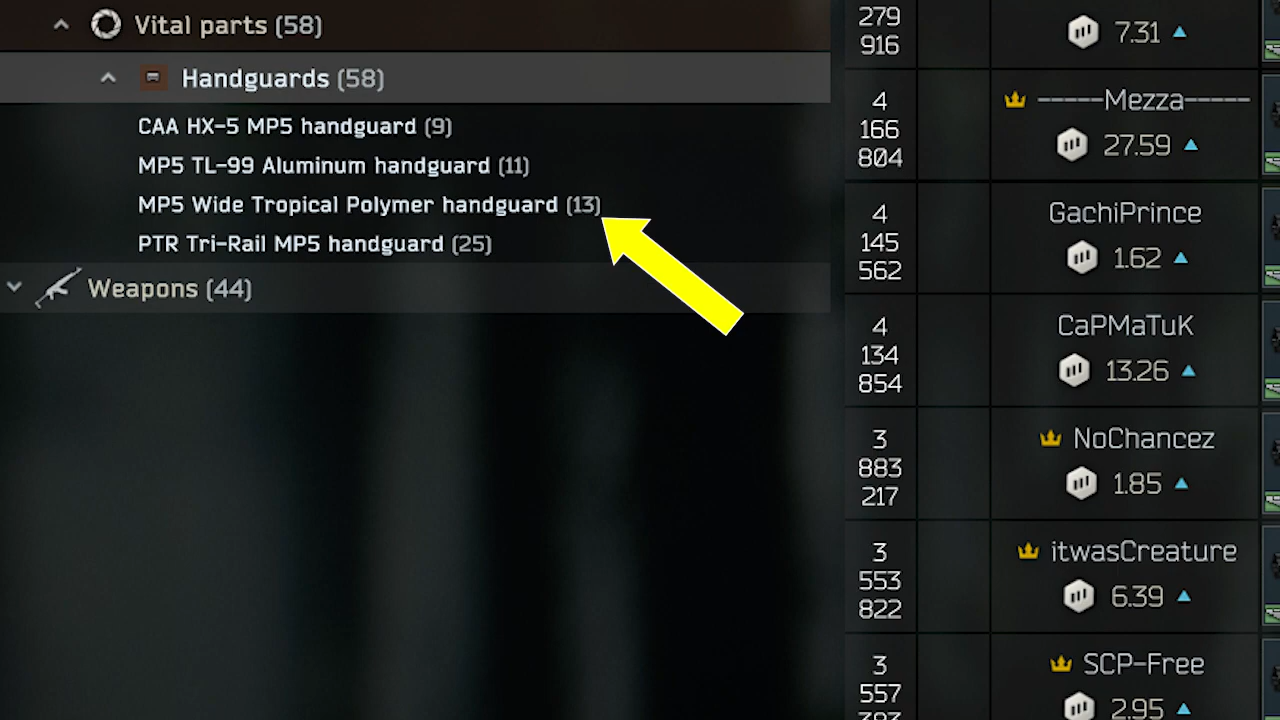 Vital parts (58)
Handguards (58)
CAA HX-5 MP5 handguard (9)
MP5 TL-99 Aluminum handguard (11)
MP5 Wide Tropical Polymer handguard (13)
PTR Tri-Rail MP5 handguard (25)
Weapons (44)
279
916
7.31
4
166
804
-----Mezza-----
27.59
4
145
562
GachiPrince
1.62
4
134
854
CaPMaTuK
13.26
3
883
217
NoChancez
1.85
3
553
822
itwasCreature
6.39
3
557
SCP-Free
2.95